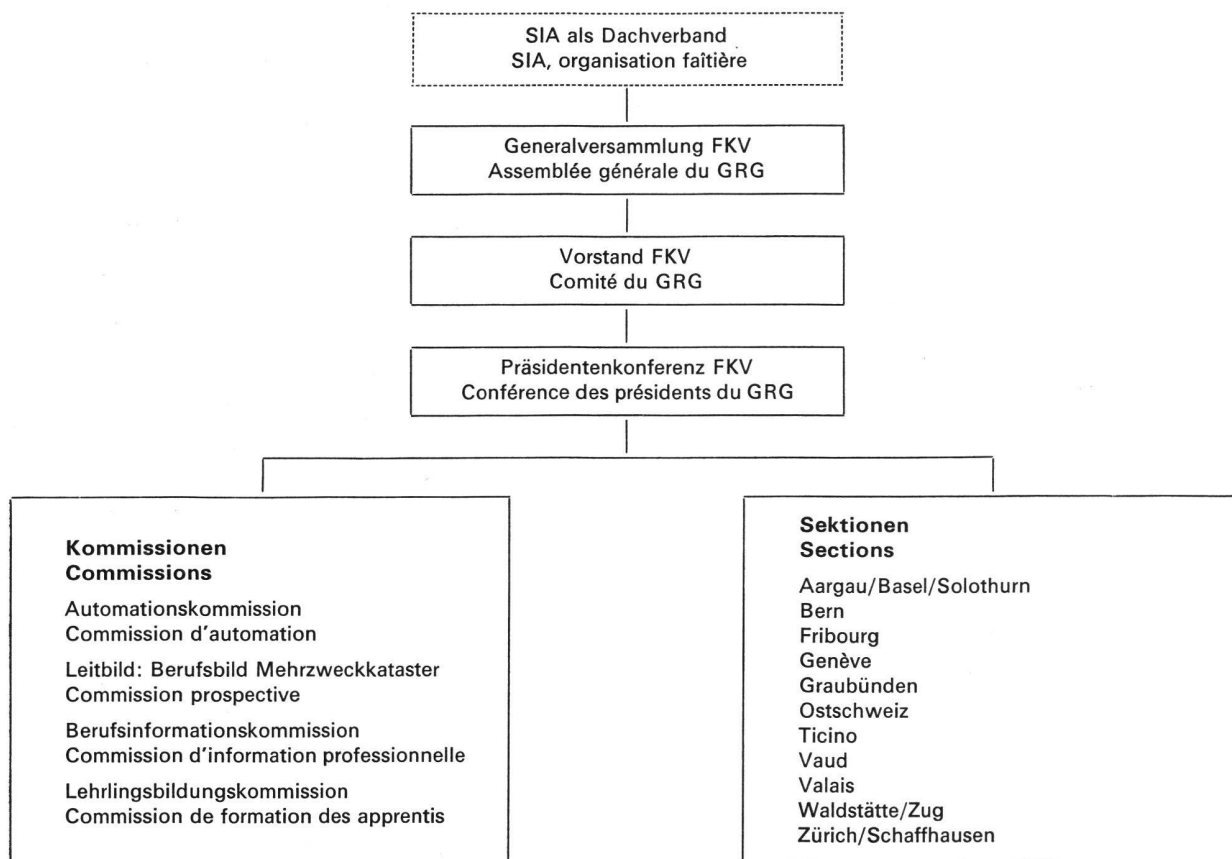 SIA als Dachverband
SIA, organisation faîtière
Generalversammlung FKV
Assemblée générale du GRG
Vorstand FKV
Comité du GRG
Präsidentenkonferenz FKV
Conférence des présidents du GRG
Kommissionen
Commissions
Automationskommission
Commission d'automation
Leitbild: Berufsbild Mehrzweckkataster
Commission prospective
Berufsinformationskommission
Commission d'information professionnelle
Lehrlingsbildungskommission
Commission de formation des apprentis
Sektionen
Sections
Aargau/Basel/Solothurn
Bern
Fribourg
Genève
Graubünden
Ostschweiz
Ticino
Vaud
Valais
Waldstätte/Zug
Zürich/Schaffhausen